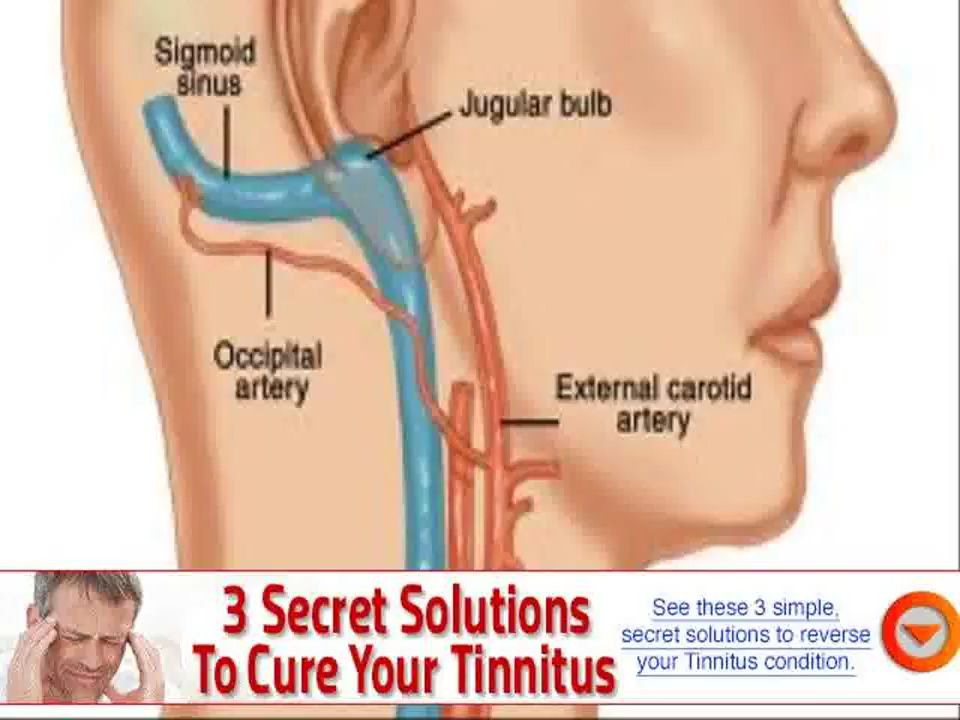 Sigmoid
sinus
Jugular bulb
Occipital
artery
External carotid
artery
3 Secret Solutions
To Cure Your Tinnitus
See these 3 simple,
secret solutions to reverse
your Tinnitus condition.